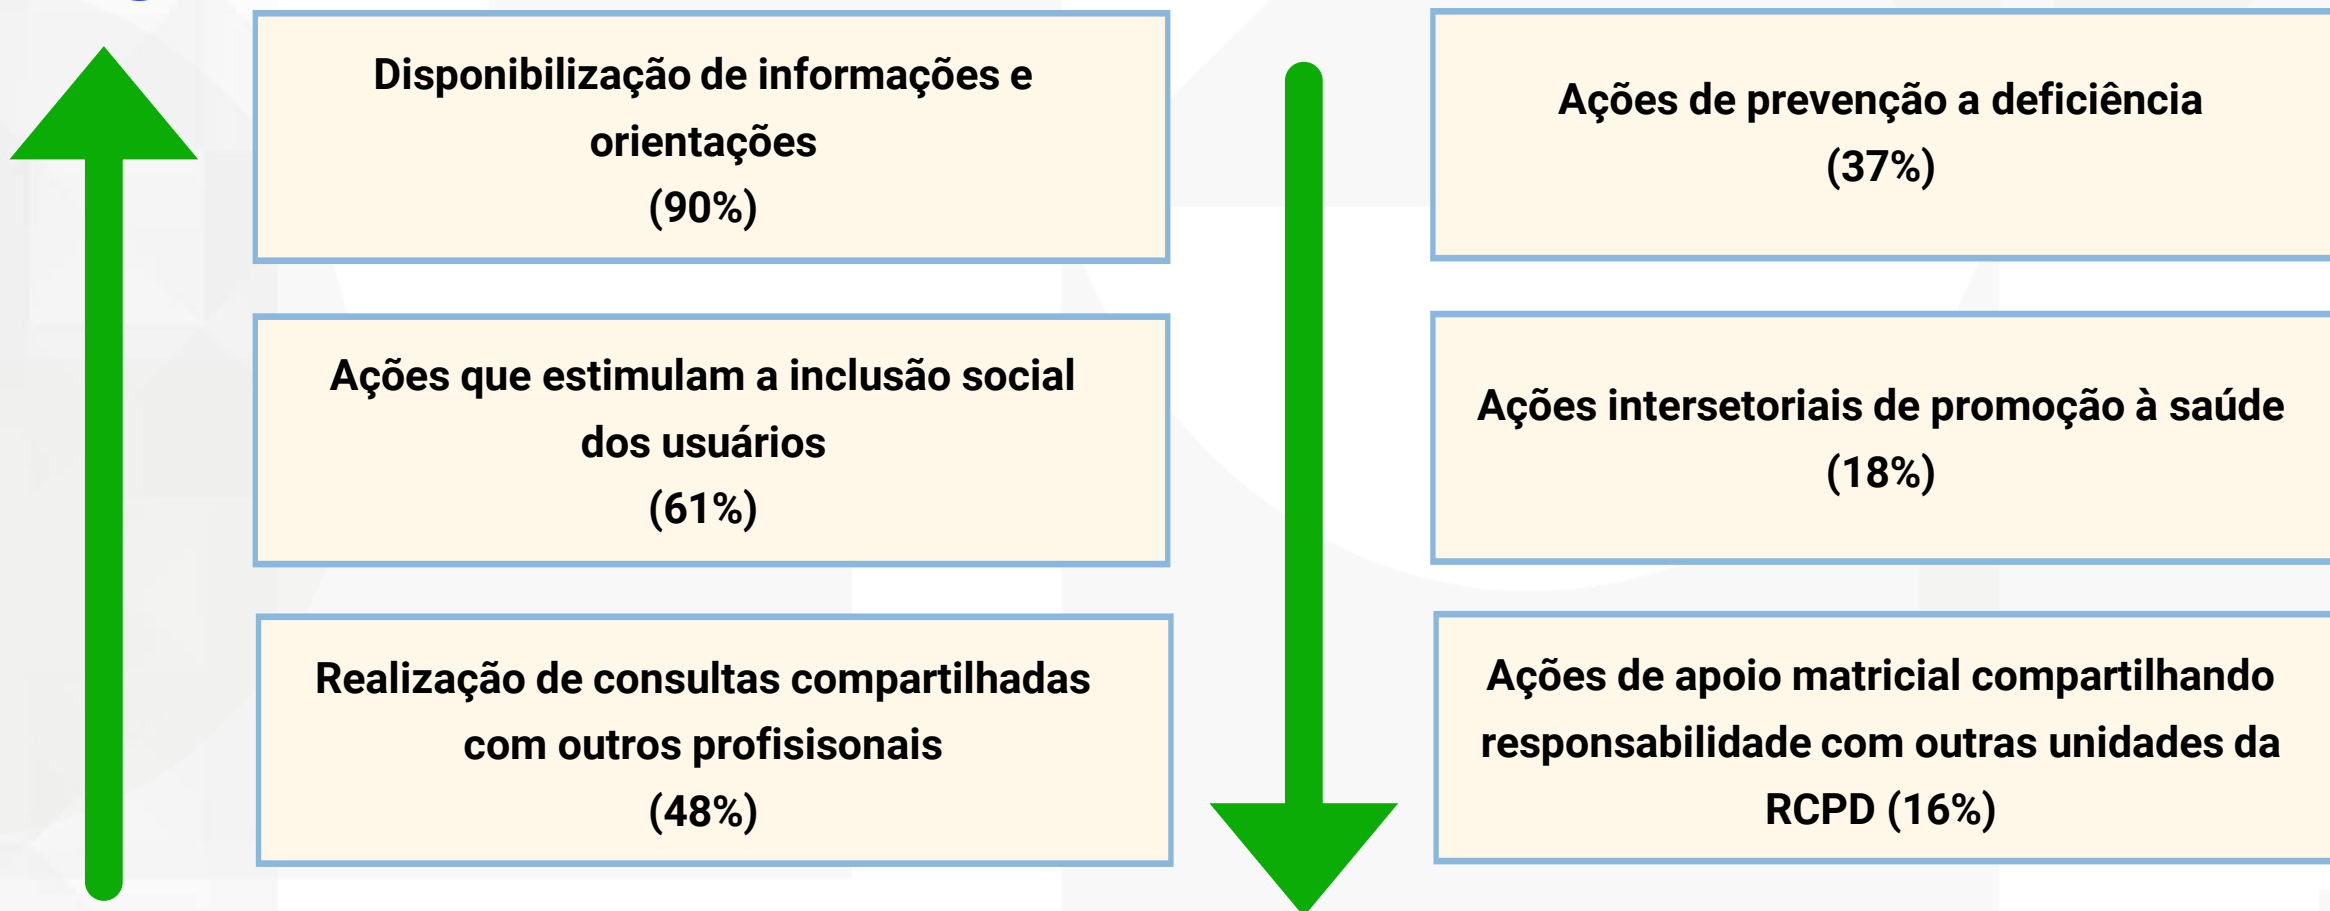 Disponibilização de informações e
orientações
(90%)
Ações que estimulam a inclusão social
dos usuários
(61%)
Realização de consultas compartilhadas
com outros profisisonais
(48%)
Ações de prevenção a deficiência
(37%)
Ações intersetoriais de promoção à saúde
(18%)
Ações de apoio matricial compartilhando
responsabilidade com outras unidades da
RCPD (16%)